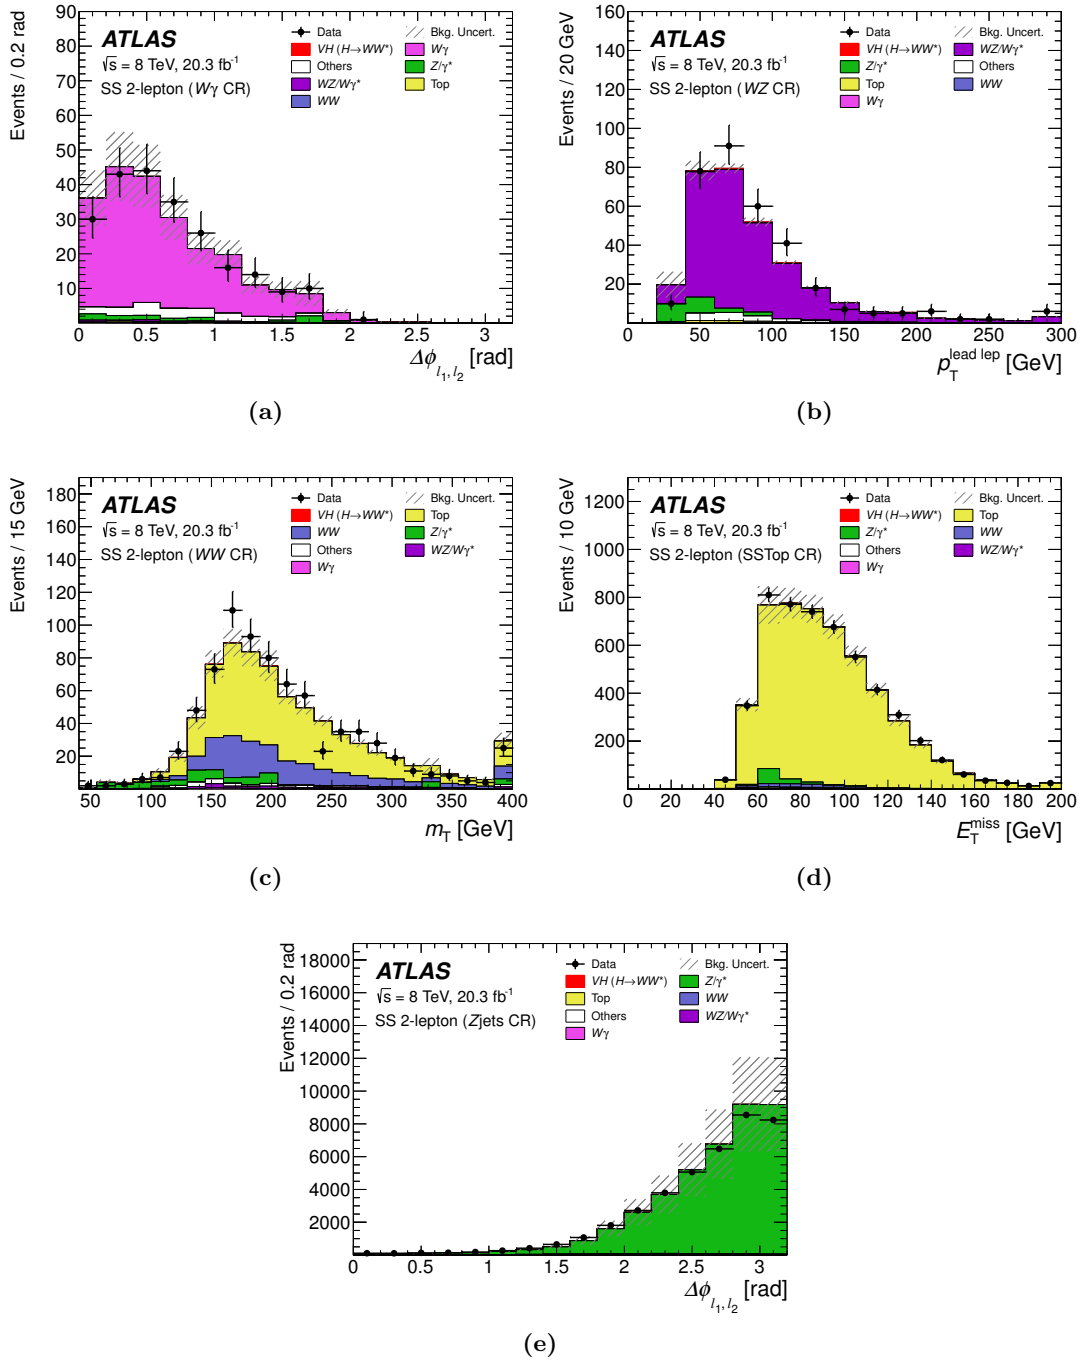 Events / 0.2 rad
90
80
70
60
50
40
30
20
10
0 0.5 1 1.5 2 2.5 3
Δϕ l1, l2 [rad]
ATLAS
√s = 8 TeV, 20.3 fb-1
SS 2-lepton (Wγ CR)
Data
VH (H→WW*)
Others
WZ/Wγ*
WW
Bkg. Uncert.
Wγ
Z/γ*
Top
(a)
Events / 20 GeV
160
140
120
100
80
60
40
20
0 50 100 150 200 250 300
pT lead lep [GeV]
ATLAS
√s = 8 TeV, 20.3 fb-1
SS 2-lepton (WZ CR)
Data
VH (H→WW*)
Z/γ*
Top
Wγ
Bkg. Uncert.
WZ/Wγ*
Others
WW
(b)
Events / 15 GeV
180
160
140
120
100
80
60
40
20
50 100 150 200 250 300 350 400
mT [GeV]
ATLAS
√s = 8 TeV, 20.3 fb-1
SS 2-lepton (WW CR)
Data
VH (H→WW*)
WW
Others
Wγ
Bkg. Uncert.
Top
Z/γ*
WZ/Wγ*
(c)
Events / 10 GeV
1200
1000
800
600
400
200
0 20 40 60 80 100 120 140 160 180 200
ET miss [GeV]
ATLAS
√s = 8 TeV, 20.3 fb-1
SS 2-lepton (SSTop CR)
Data
VH (H→WW*)
Z/γ*
Others
Wγ
Bkg. Uncert.
Top
WW
WZ/Wγ*
(d)
Events / 0.2 rad
18000
16000
14000
12000
10000
8000
6000
4000
2000
0 0.5 1 1.5 2 2.5 3
Δϕ l1, l2 [rad]
ATLAS
√s = 8 TeV, 20.3 fb-1
SS 2-lepton (Zjets CR)
Data
VH (H→WW*)
Top
Others
Wγ
Bkg. Uncert.
Z/γ*
WW
WZ/Wγ*
(e)